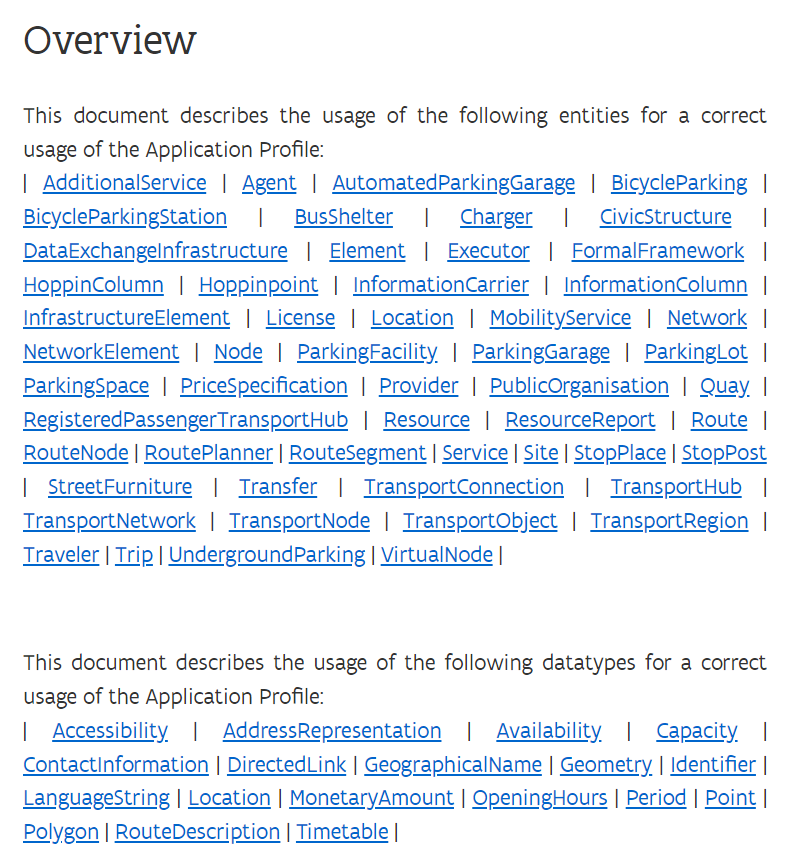 Overview
This document describes the usage of the following entities for a correct
usage of the Application Profile:
| AdditionalService | Agent | AutomatedParkingGarage | BicycleParking |
BicycleParkingStation | BusShelter | Charger | CivicStructure |
DataExchangeInfrastructure | Element | Executor | FormalFramework |
HoppinColumn | Hoppinpoint | InformationCarrier | InformationColumn |
InfrastructureElement | License | Location | MobilityService | Network |
NetworkElement | Node | ParkingFacility | ParkingGarage | ParkingLot |
ParkingSpace | PriceSpecification | Provider | PublicOrganisation | Quay |
RegisteredPassengerTransportHub | Resource | ResourceReport | Route |
RouteNode | RoutePlanner | RouteSegment | Service | Site | StopPlace | StopPost
| StreetFurniture | Transfer | TransportConnection | TransportHub |
TransportNetwork | TransportNode | TransportObject | TransportRegion |
Traveler | Trip | UndergroundParking | VirtualNode |
This document describes the usage of the following datatypes for a correct
usage of the Application Profile:
| Accessibility | AddressRepresentation | Availability | Capacity |
ContactInformation | DirectedLink | GeographicalName | Geometry | Identifier |
LanguageString | Location | MonetaryAmount | OpeningHours | Period | Point |
Polygon | RouteDescription | Timetable |